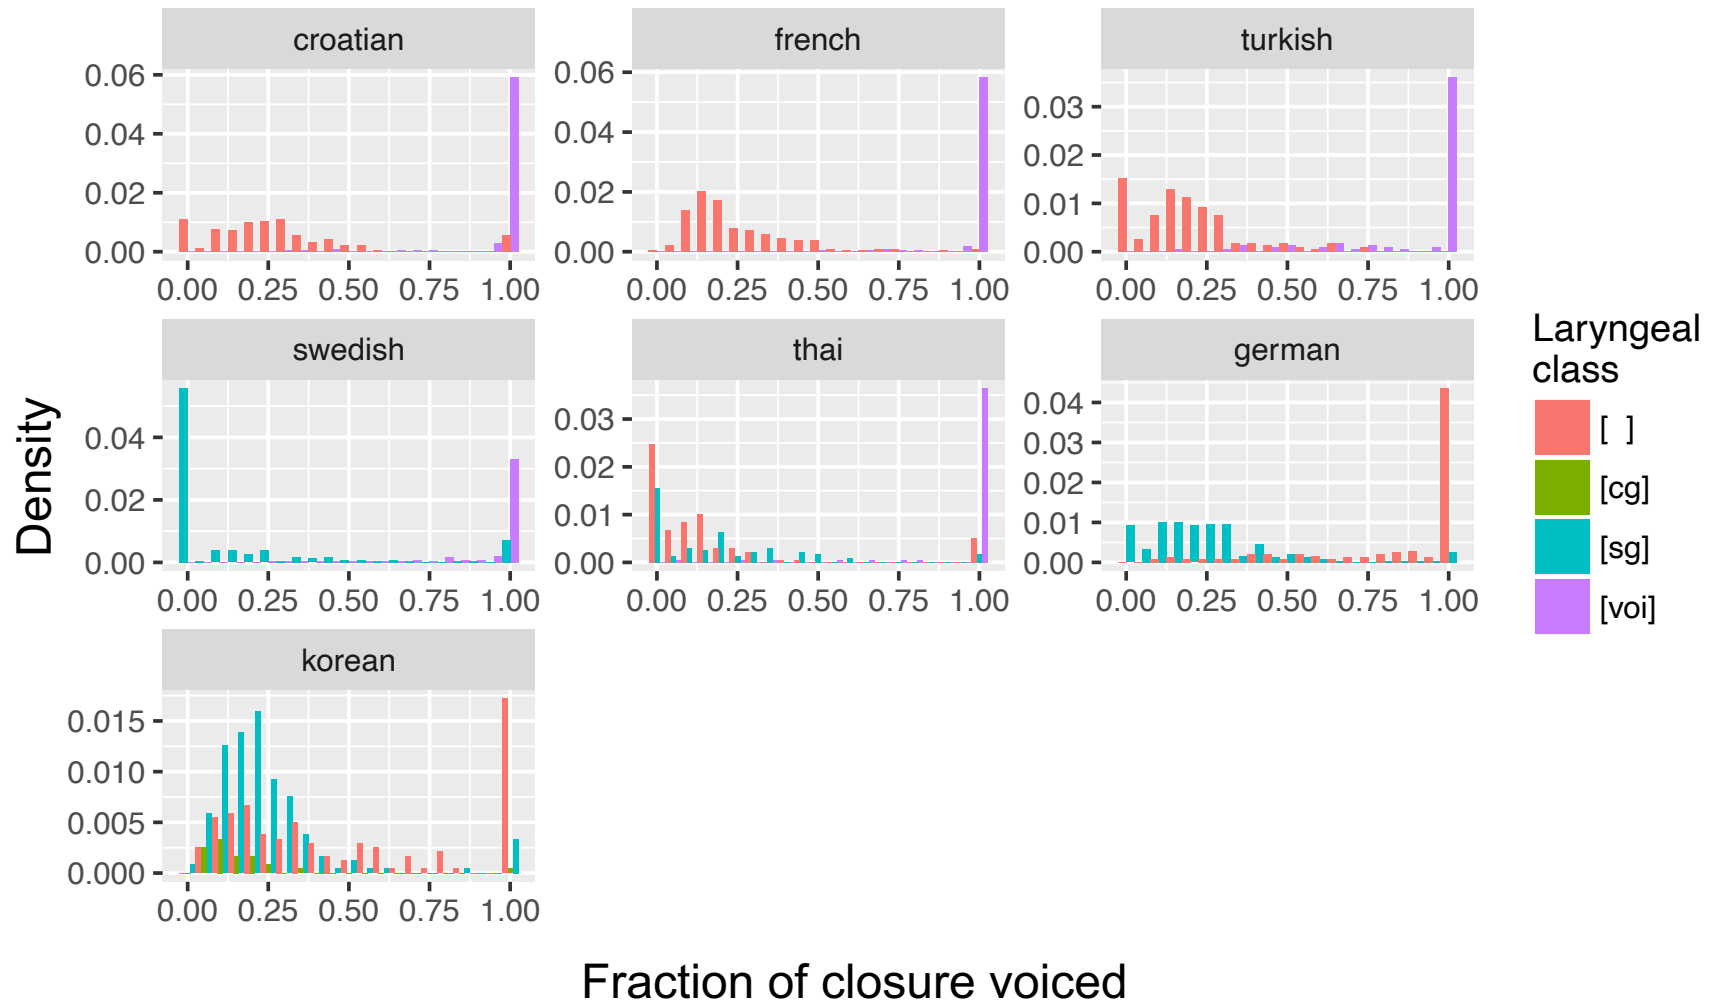 croatian french turkish
0.06 0.06
0.04 0.04 0.03
0.02 0.02 0.02
0.01
0.00 0.00 0.00
0.00 0.25 0.50 0.75 1.00 0.00 0.25 0.50 0.75 1.00 0.00 0.25 0.50 0.75 1.00
swedish thai german
0.04 0.03 0.04
0.02 0.02 0.03
0.01 0.02
0.01
0.00 0.00 0.00
0.00 0.25 0.50 0.75 1.00 0.00 0.25 0.50 0.75 1.00 0.00 0.25 0.50 0.75 1.00
korean
0.015
0.010
0.005
0.000
0.00 0.25 0.50 0.75 1.00
Density
Fraction of closure voiced
Laryngeal
class
[ ]
[cg]
[sg]
[voi]